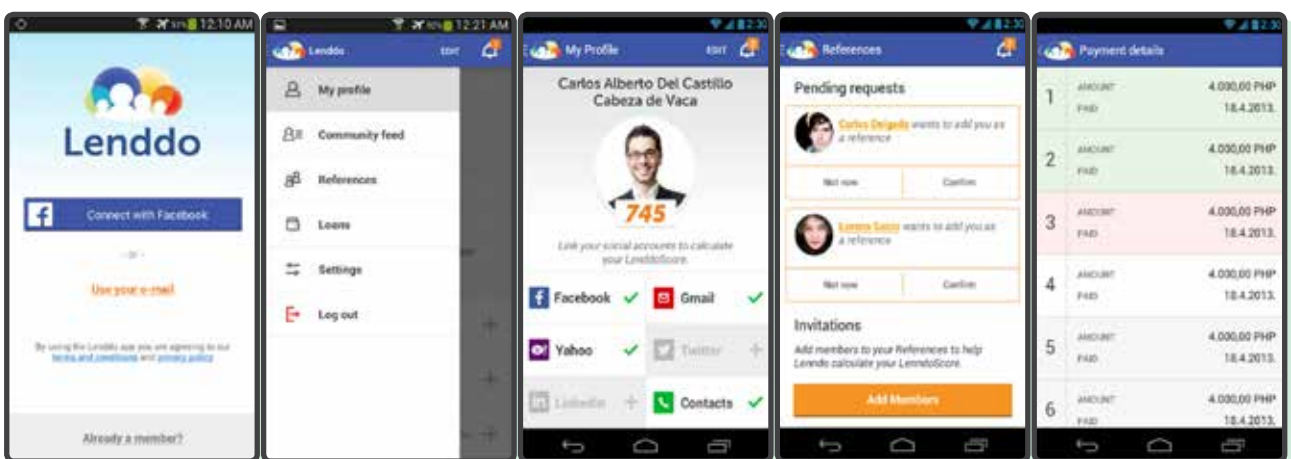 12:10 AM
Lenddo
Connect with Facebook
- or -
Use your e-mail
By using the Lenddo app you are agreeing to our
terms and conditions and privacy policy
Already a member?
12:21 AM
Lenddo
EDIT
My profile
Community feed
References
Loans
Settings
Log out
2:30
My Profile
EDIT
Carlos Alberto Del Castillo
Cabeza de Vaca
745
Link your social accounts to calculate
your LenddoScore.
Facebook
Gmail
Yahoo
Twitter
LinkedIn
Contacts
2:30
References
Pending requests
Carlos Delgado wants to add you as
a reference
Not now
Confirm
wants to add you as
a reference
Not now
Confirm
Invitations
Add members to your References to help
Lenndo calculate your LenndoScore.
Add Members
2:30
Payment details
1
AMOUNT
4.000,00 PHP
PAID
18.4.2013.
2
AMOUNT
4.000,00 PHP
PAID
18.4.2013.
3
AMOUNT
4.000,00 PHP
PAID
18.4.2013.
4
AMOUNT
4.000,00 PHP
PAID
18.4.2013.
5
AMOUNT
4.000,00 PHP
PAID
18.4.2013.
6
AMOUNT
4.000,00 PHP
PAID
18.4.2013.